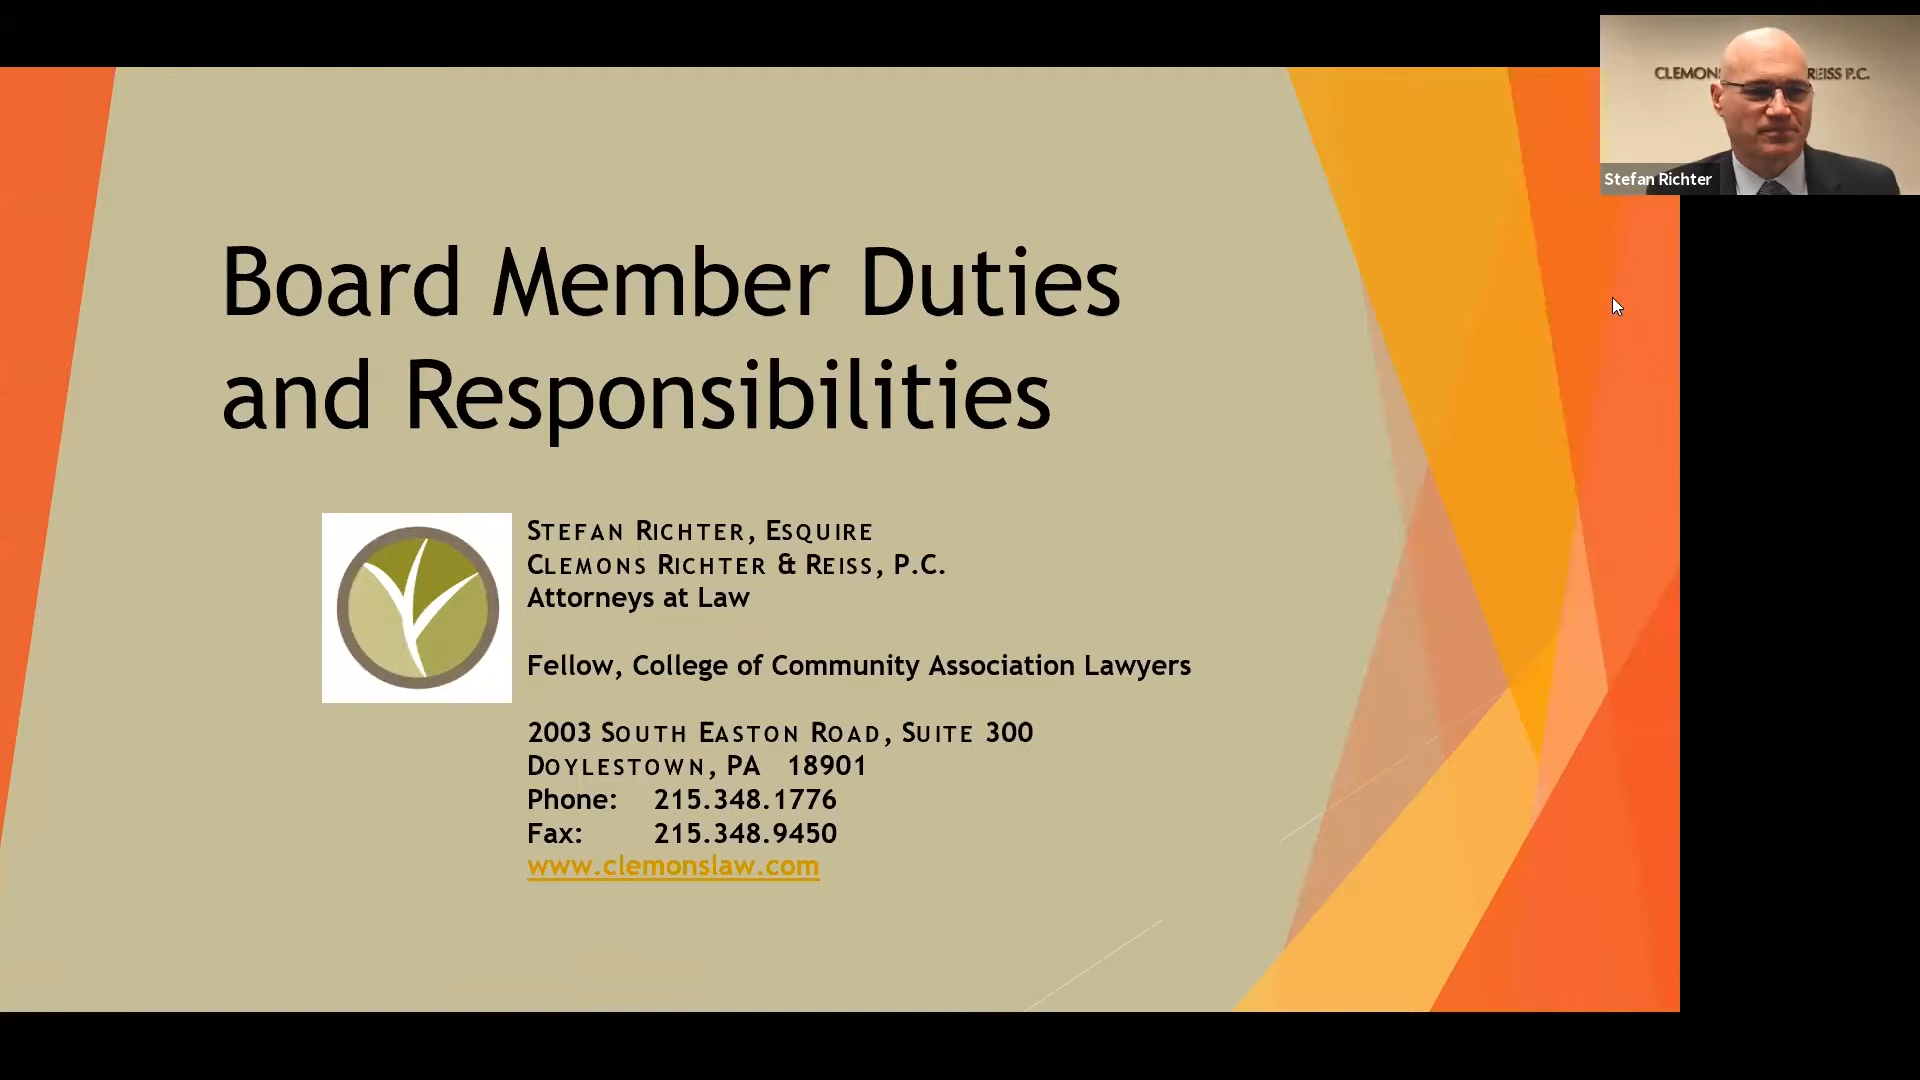 Board Member Duties
and Responsibilities
STEFAN RICHTER, ESQUIRE
CLEMONS RICHTER & REISS, P.C.
Attorneys at Law
Fellow, College of Community Association Lawyers
2003 SOUTH EASTON ROAD, SUITE 300
DOYLESTOWN, PA 18901
Phone: 215.348.1776
Fax: 215.348.9450
www.clemonslaw.com
CLEMONS REISS P.C.
Stefan Richter